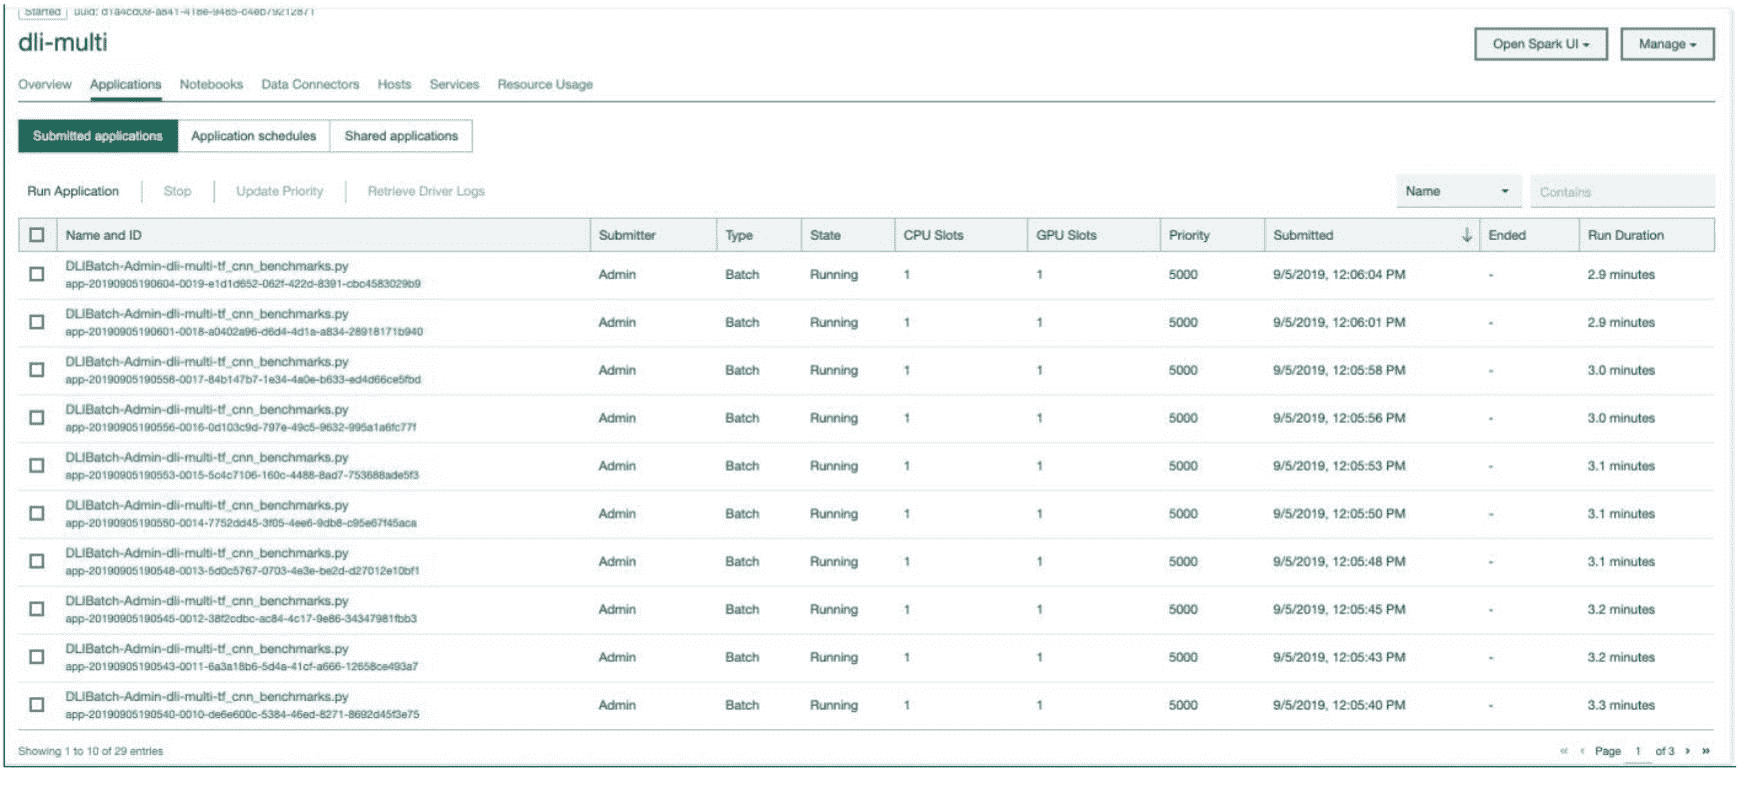 Started uuid: d1a4cd09-a841-418e-9485-c4eb79212871
dli-multi
Open Spark UI Manage
Overview Applications Notebooks Data Connectors Hosts Services Resource Usage
Submitted applications Application schedules Shared applications
Run Application Stop Update Priority Retrieve Driver Logs Name Contains
Name and ID Submitter Type State CPU Slots GPU Slots Priority Submitted Ended Run Duration
DLIBatch-Admin-dli-multi-tf_cnn_benchmarks.py
app-20190905190604-0019-e1d1d652-062f-422d-8391-cbc4583029b9
Admin Batch Running 1 1 5000 9/5/2019, 12:06:04 PM - 2.9 minutes
DLIBatch-Admin-dli-multi-tf_cnn_benchmarks.py
app-20190905190601-0018-a0402a96-d6d4-4d1a-a834-28918171b940
Admin Batch Running 1 1 5000 9/5/2019, 12:06:01 PM - 2.9 minutes
DLIBatch-Admin-dli-multi-tf_cnn_benchmarks.py
app-20190905190558-0017-84b147b7-1e34-4a0e-b633-ed4d66ce5fbd
Admin Batch Running 1 1 5000 9/5/2019, 12:05:58 PM - 3.0 minutes
DLIBatch-Admin-dli-multi-tf_cnn_benchmarks.py
app-20190905190556-0016-0d103c9d-797e-49c5-9632-995a1a6fc77f
Admin Batch Running 1 1 5000 9/5/2019, 12:05:56 PM - 3.0 minutes
DLIBatch-Admin-dli-multi-tf_cnn_benchmarks.py
app-20190905190553-0015-5c4c7106-160c-4488-8ad7-753688ade5f3
Admin Batch Running 1 1 5000 9/5/2019, 12:05:53 PM - 3.1 minutes
DLIBatch-Admin-dli-multi-tf_cnn_benchmarks.py
app-20190905190550-0014-7752dd45-3f05-4ee6-9db8-c95e67f45aca
Admin Batch Running 1 1 5000 9/5/2019, 12:05:50 PM - 3.1 minutes
DLIBatch-Admin-dli-multi-tf_cnn_benchmarks.py
app-20190905190548-0013-5d0c5767-0703-4e3e-be2d-d27012e10bf1
Admin Batch Running 1 1 5000 9/5/2019, 12:05:48 PM - 3.1 minutes
DLIBatch-Admin-dli-multi-tf_cnn_benchmarks.py
app-20190905190545-0012-38f2cdbc-ac84-4c17-9e86-34347981fbb3
Admin Batch Running 1 1 5000 9/5/2019, 12:05:45 PM - 3.2 minutes
DLIBatch-Admin-dli-multi-tf_cnn_benchmarks.py
app-20190905190543-0011-6a3a18b6-5d4a-41cf-a666-12658ce493a7
Admin Batch Running 1 1 5000 9/5/2019, 12:05:43 PM - 3.2 minutes
DLIBatch-Admin-dli-multi-tf_cnn_benchmarks.py
app-20190905190540-0010-de6e600c-5384-46ed-8271-8692d45f3e75
Admin Batch Running 1 1 5000 9/5/2019, 12:05:40 PM - 3.3 minutes
Showing 1 to 10 of 29 entries « ‹ Page 1 of 3 › »